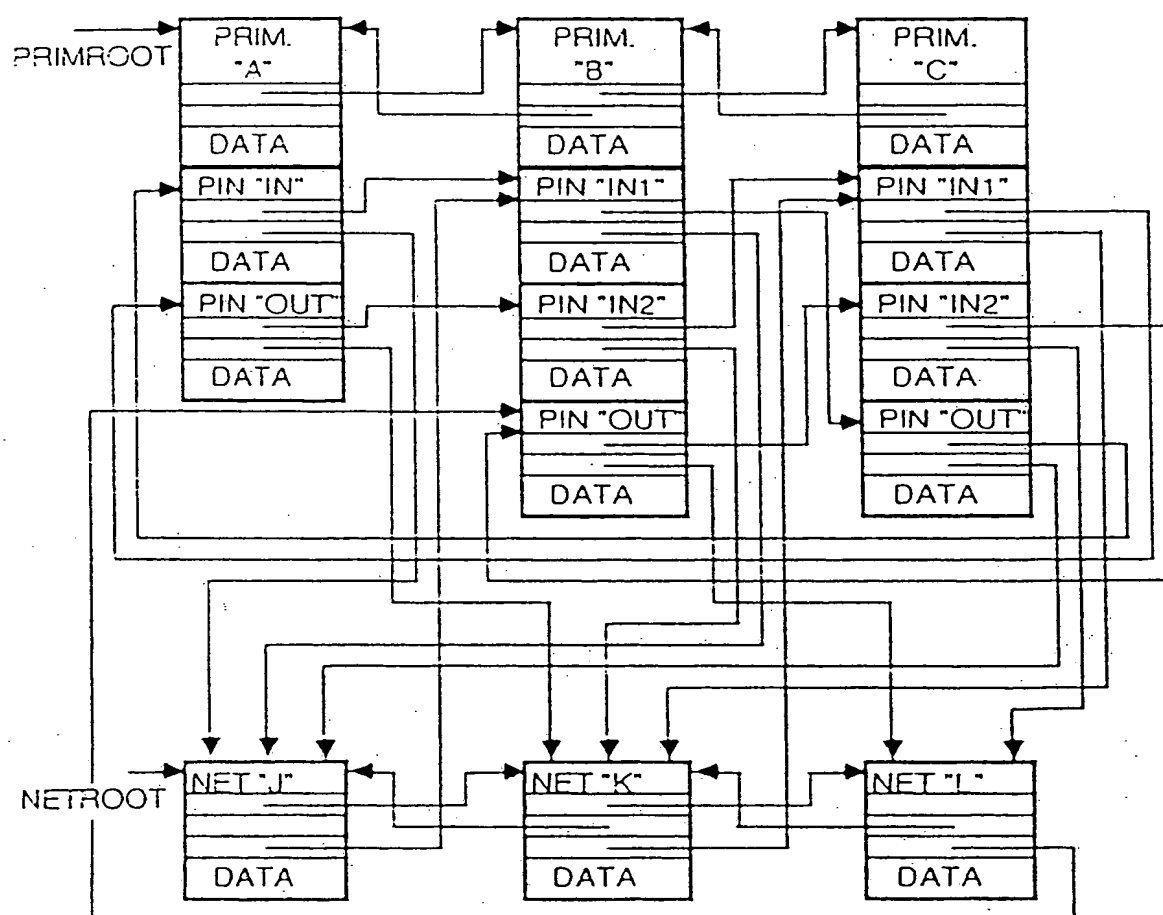 PRIMROOT
PRIM.
"A"
DATA
PIN "IN"
DATA
PIN "OUT"
DATA
PRIM.
"B"
DATA
PIN "IN1"
DATA
PIN "IN2"
DATA
PIN "OUT"
DATA
PRIM.
"C"
DATA
PIN "IN1"
DATA
PIN "IN2"
DATA
PIN "OUT"
DATA
NETROOT
NET "J"
DATA
NET "K"
DATA
NET "L"
DATA